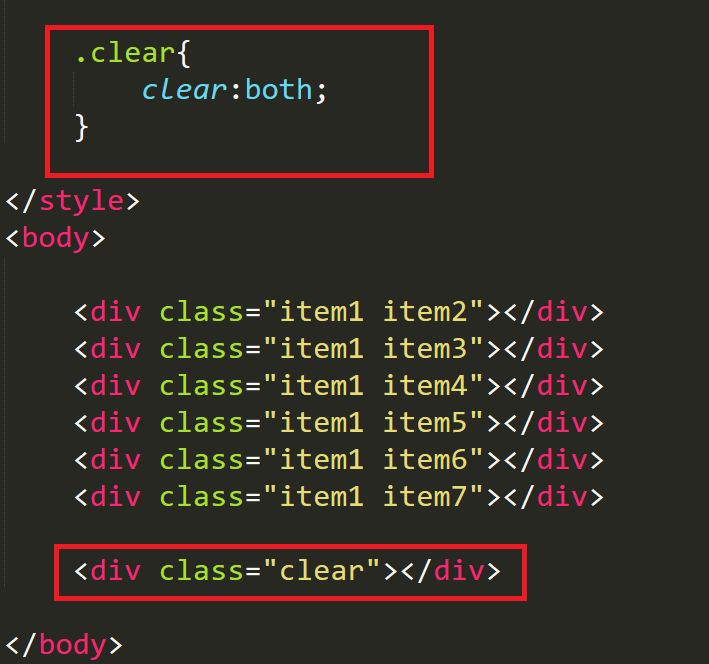 .clear{
clear:both;
}
</style>
<body>
<div class="item1 item2"></div>
<div class="item1 item3"></div>
<div class="item1 item4"></div>
<div class="item1 item5"></div>
<div class="item1 item6"></div>
<div class="item1 item7"></div>
<div class="clear"></div>
</body>